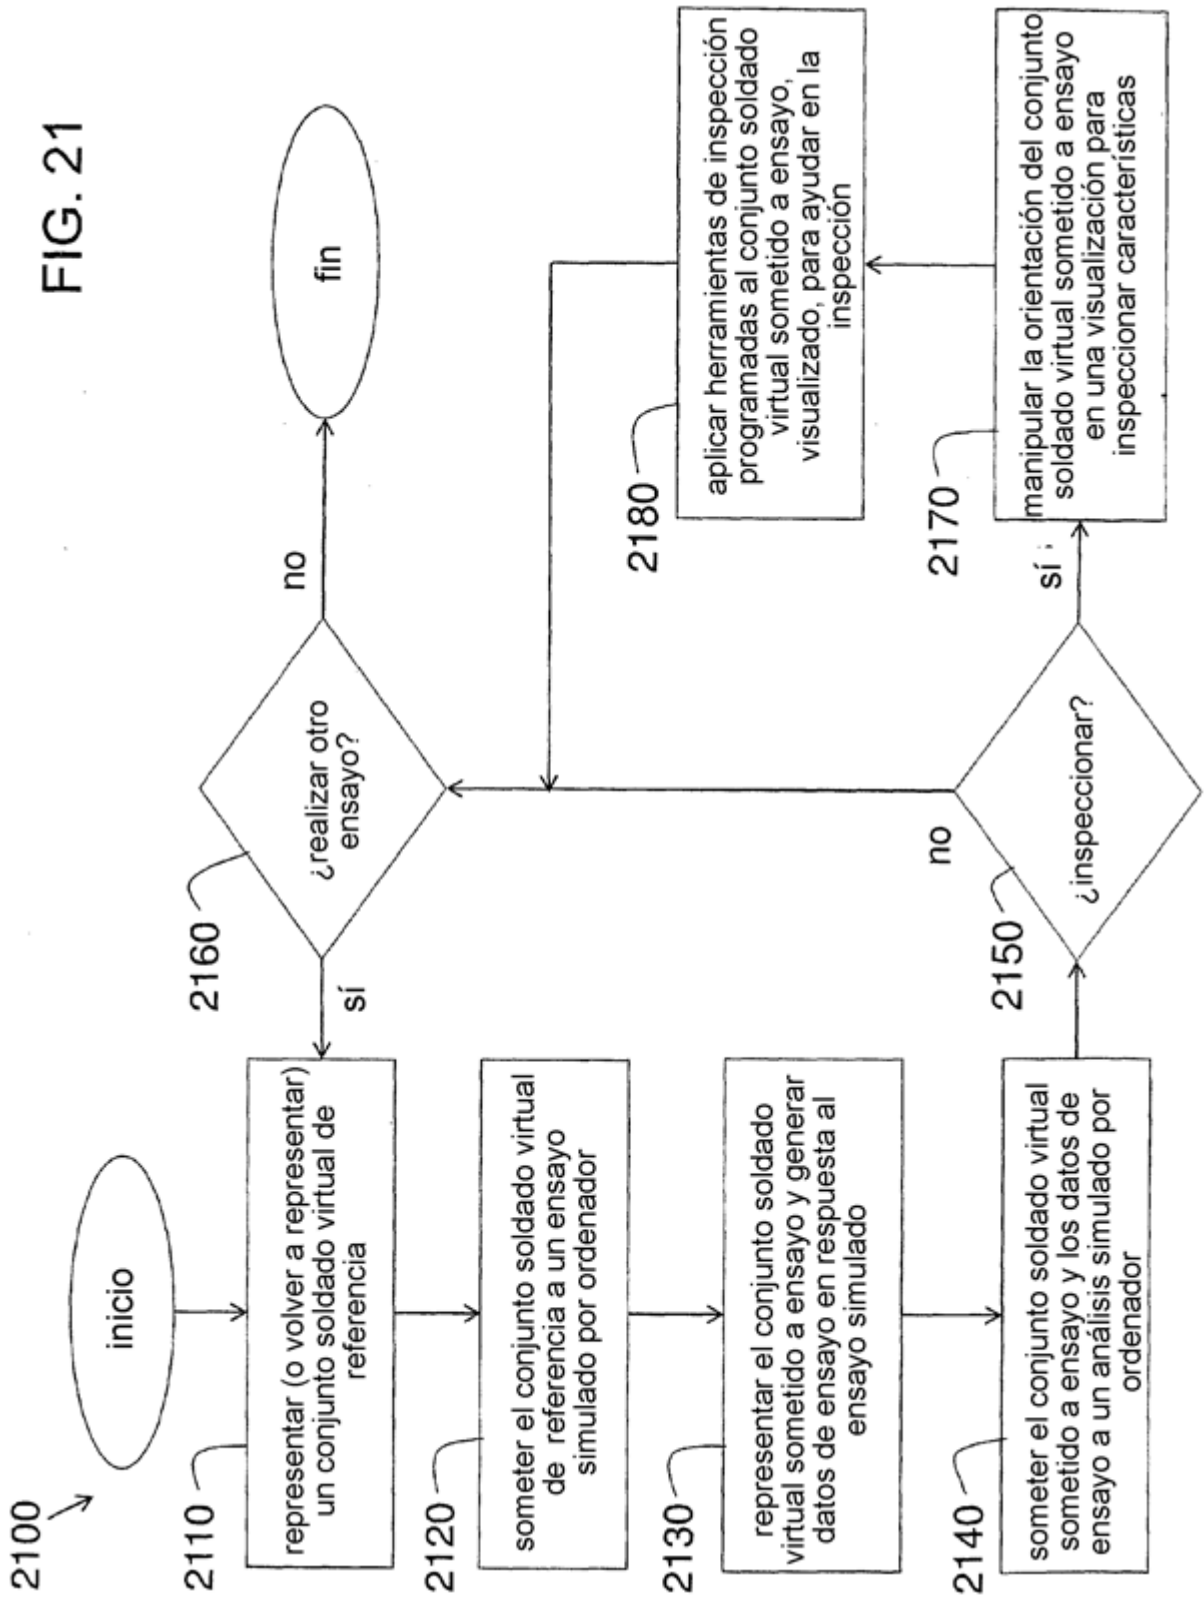 FIG. 21
2100
inicio
2110
representar (o volver a representar)
un conjunto soldado virtual de
referencia
2120
someter el conjunto soldado virtual
de referencia a un ensayo
simulado por ordenador
2130
representar el conjunto soldado
virtual sometido a ensayo y generar
datos de ensayo en respuesta al
ensayo simulado
2140
someter el conjunto soldado virtual
sometido a ensayo y los datos de
ensayo a un análisis simulado por
ordenador
2150
¿inspeccionar?
no
sí
2160
¿realizar otro
ensayo?
sí
no
fin
2170
manipular la orientación del conjunto
soldado virtual sometido a ensayo
en una visualización para
inspeccionar características
2180
aplicar herramientas de inspección
programadas al conjunto soldado
virtual sometido a ensayo,
visualizado, para ayudar en la
inspección